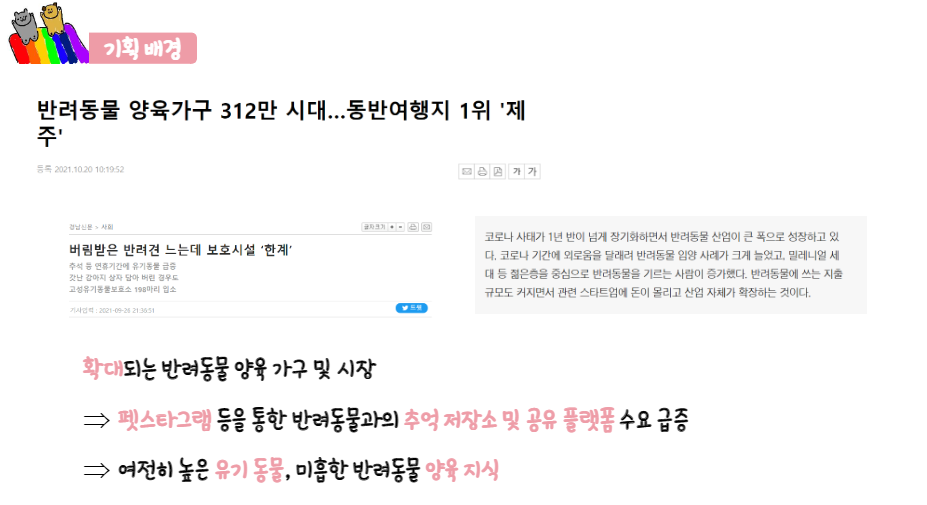 기획 배경
반려동물 양육가구 312만 시대...동반여행지 1위 '제
주'
등록 2021.10.20 10:19:52
가 가
경남신문 > 사회
글자크기 + -
버림받은 반려견 느는데 보호시설 '한계'
추석 등 연휴기간에 유기동물 급증
갓난 강아지 상자 담아 버린 경우도
고성유기동물보호소 198마리 입소
기사입력 : 2021-09-28 21:36:51
트윗
코로나 사태가 1년 반이 넘게 장기화하면서 반려동물 산업이 큰 폭으로 성장하고 있
다. 코로나 기간에 외로움을 달래려 반려동물 입양 사례가 크게 늘었고, 밀레니얼 세
대 등 젊은층을 중심으로 반려동물을 기르는 사람이 증가했다. 반려동물에 쓰는 지출
규모도 커지면서 관련 스타트업에 돈이 몰리고 산업 자체가 확장하는 것이다.
확대되는 반려동물 양육 가구 및 시장
⇒ 펫스타그램 등을 통한 반려동물과의 추억 저장소 및 공유 플랫폼 수요 급증
⇒ 여전히 높은 유기 동물, 미흡한 반려동물 양육 지식